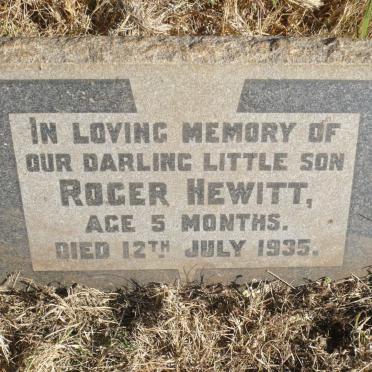 IN LOVING MEMORY OF
OUR DARLING LITTLE SON
ROGER HEWITT,
AGE 5 MONTHS.
DIED 12TH JULY 1935.